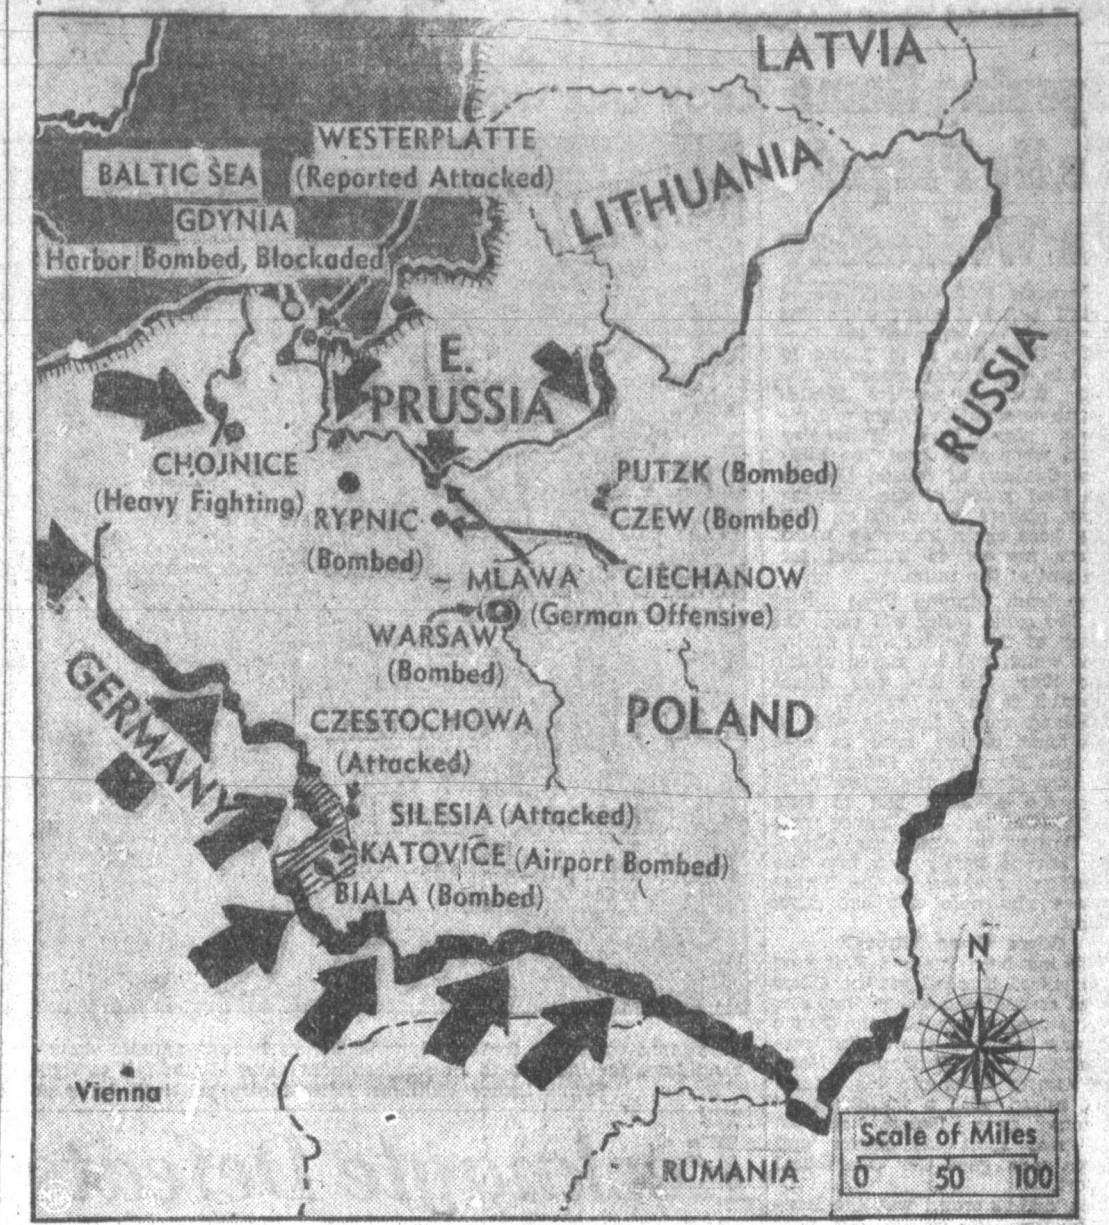 LATVIA
WESTERPLATTE
(Reported Attacked)
BALTIC SEA
LITHUANIA
GDYNIA
Harbor Bombed, Blockaded
E.
PRUSSIA
RUSSIA
CHOJNICE
(Heavy Fighting)
PUTZK (Bombed)
RYPNIC
(Bombed)
CZEW (Bombed)
MLAWA
CIECHANOW
(German Offensive)
WARSAW
(Bombed)
GERMANY
CZESTOCHOWA
(Attacked)
POLAND
SILESIA (Attacked)
KATOVICE (Airport Bombed)
BIALA (Bombed)
N
Vienna
Scale of Miles
0 50 100
RUMANIA
NEA